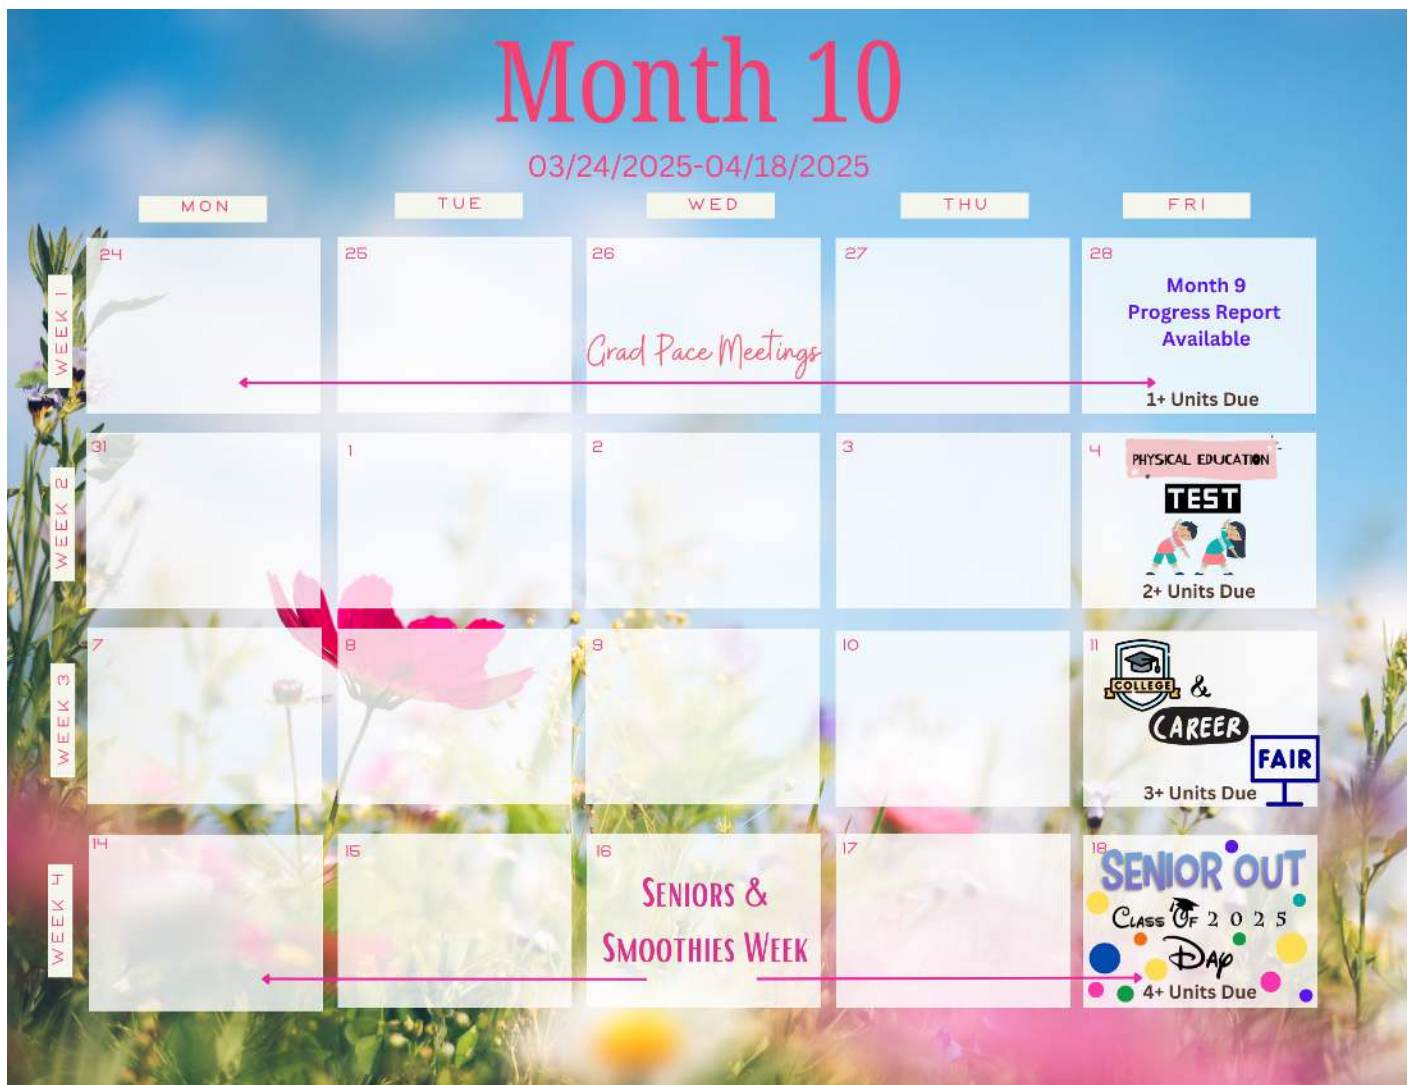 Month 10
03/24/2025-04/18/2025
MON TUE WED THU FRI
WEEK 1
24 25 26 27 28
Month 9
Progress Report
Available
Grad Pace Meetings
1+ Units Due
WEEK 2
31 1 2 3 4
PHYSICAL EDUCATION
TEST
2+ Units Due
WEEK 3
7 8 9 10 11
COLLEGE &
CAREER
FAIR
3+ Units Due
WEEK 4
14 15 16 17 18
SENIORS &
SMOOTHIES WEEK
SENIOR OUT
CLASS OF 2025
DAY
4+ Units Due